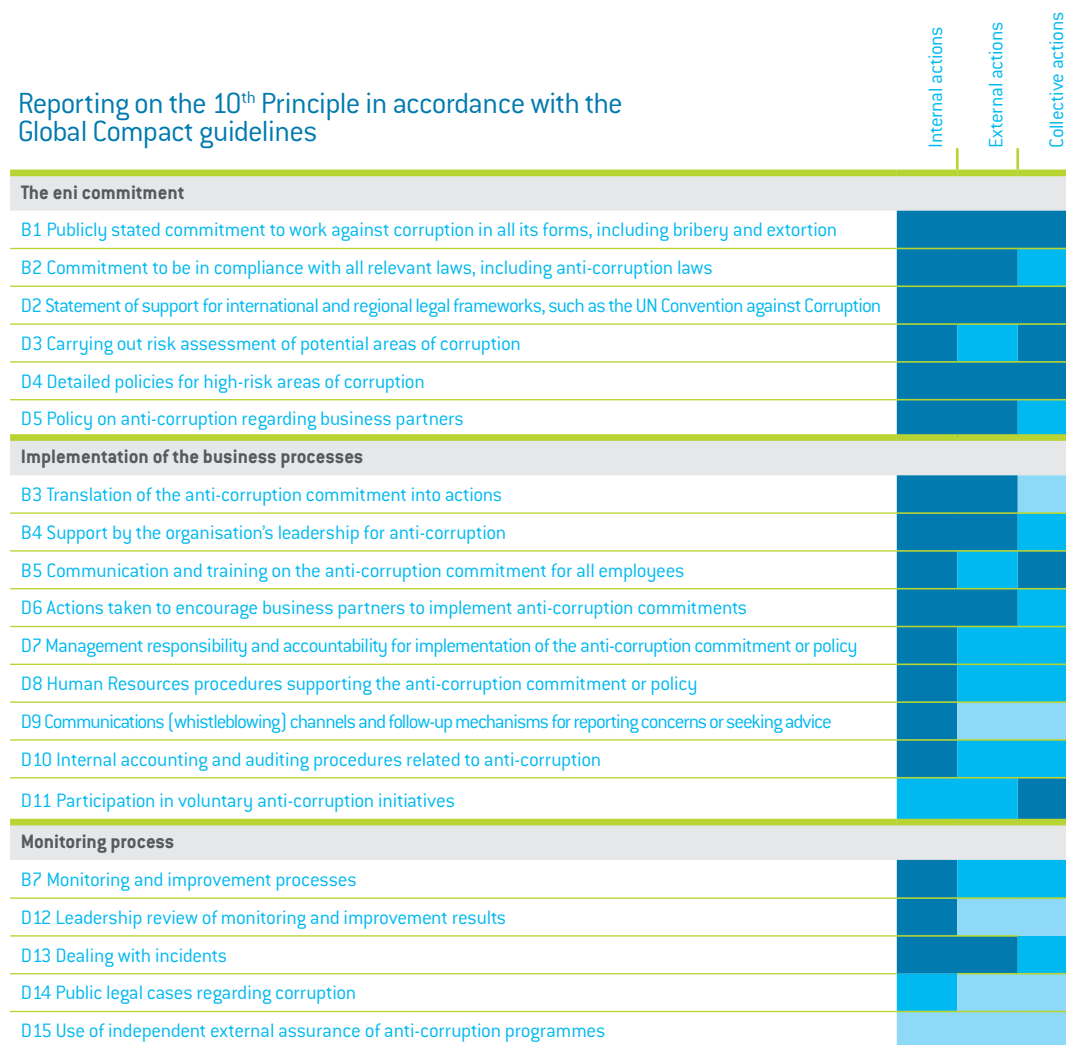 Internal actions
External actions
Collective actions
Reporting on the 10th Principle in accordance with the
Global Compact guidelines
The eni commitment
B1 Publicly stated commitment to work against corruption in all its forms, including bribery and extortion
B2 Commitment to be in compliance with all relevant laws, including anti-corruption laws
D2 Statement of support for international and regional legal frameworks, such as the UN Convention against Corruption
D3 Carrying out risk assessment of potential areas of corruption
D4 Detailed policies for high-risk areas of corruption
D5 Policy on anti-corruption regarding business partners
Implementation of the business processes
B3 Translation of the anti-corruption commitment into actions
B4 Support by the organisation's leadership for anti-corruption
B5 Communication and training on the anti-corruption commitment for all employees
D6 Actions taken to encourage business partners to implement anti-corruption commitments
D7 Management responsibility and accountability for implementation of the anti-corruption commitment or policy
D8 Human Resources procedures supporting the anti-corruption commitment or policy
D9 Communications (whistleblowing) channels and follow-up mechanisms for reporting concerns or seeking advice
D10 Internal accounting and auditing procedures related to anti-corruption
D11 Participation in voluntary anti-corruption initiatives
Monitoring process
B7 Monitoring and improvement processes
D12 Leadership review of monitoring and improvement results
D13 Dealing with incidents
D14 Public legal cases regarding corruption
D15 Use of independent external assurance of anti-corruption programmes